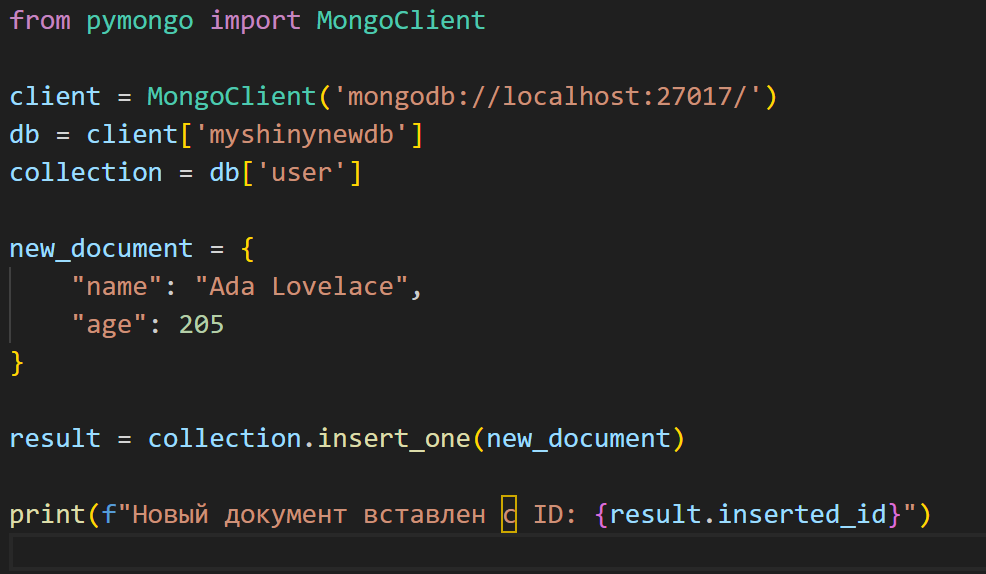 from pymongo import MongoClient
client = MongoClient('mongodb://localhost:27017/')
db = client['myshinynewdb']
collection = db['user']
new_document = {
    "name": "Ada Lovelace",
    "age": 205
}
result = collection.insert_one(new_document)
print(f"Новый документ вставлен с ID: {result.inserted_id}")